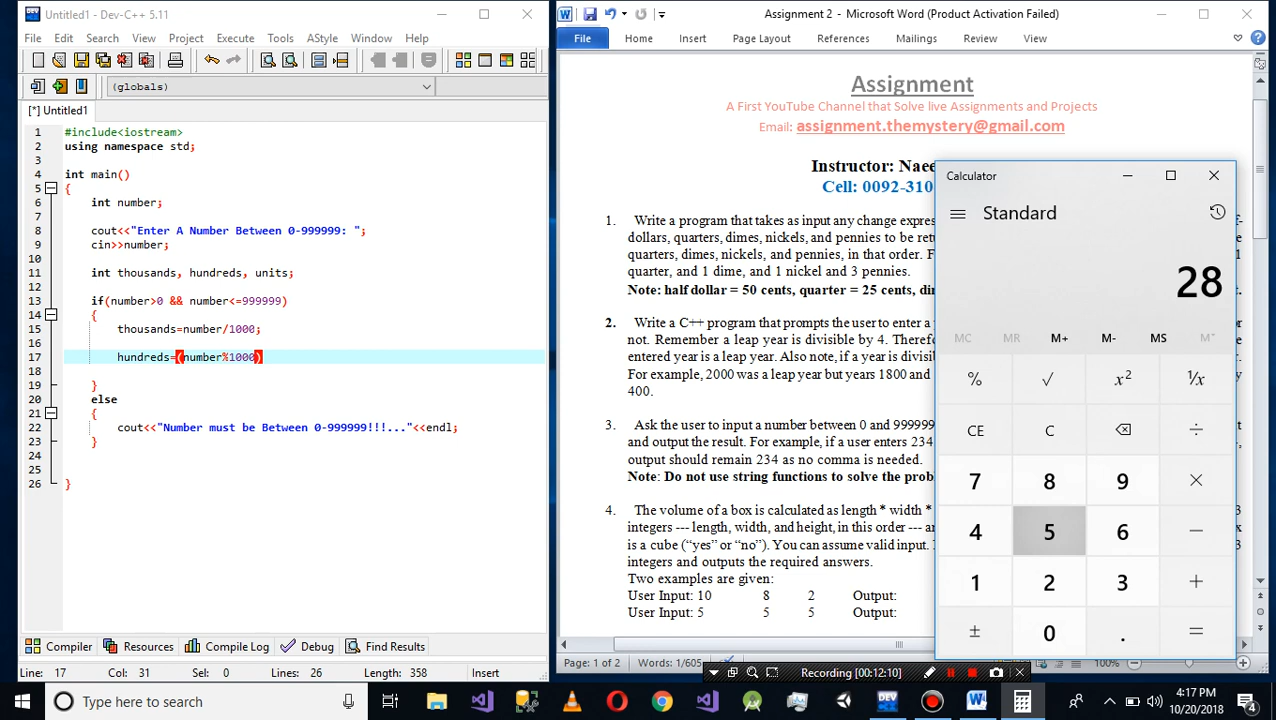 Untitled1 - Dev-C++ 5.11
File Edit Search View Project Execute Tools AStyle Window Help
(globals)
[*] Untitled1
1 #include<iostream>
2 using namespace std;
3
4 int main()
5 {
6 int number;
7
8 cout<<"Enter A Number Between 0-999999: ";
9 cin>>number;
10
11 int thousands, hundreds, units;
12
13 if(number>0 && number<=999999)
14 {
15 thousands=number/1000;
16
17 hundreds=(number%1000)
18
19 }
20 else
21 {
22 cout<<"Number must be Between 0-999999!!!..."<<endl;
23 }
24
25
26 }
Compiler Resources Compile Log Debug Find Results
Line: 17 Col: 31 Sel: 0 Lines: 26 Length: 358 Insert
Assignment 2 - Microsoft Word (Product Activation Failed)
File Home Insert Page Layout References Mailings Review View
Assignment
A First YouTube Channel that Solve live Assignments and Projects
Email: assignment.themystery@gmail.com
Instructor: Nae
Cell: 0092-310
1. Write a program that takes as input any change expres
dollars, quarters, dimes, nickels, and pennies to be retu
quarters, dimes, nickels, and pennies, in that order. F
quarter, and 1 dime, and 1 nickel and 3 pennies.
Note: half dollar = 50 cents, quarter = 25 cents, di
2. Write a C++ program that prompts the user to enter a
not. Remember a leap year is divisible by 4. Therefo
entered year is a leap year. Also note, if a year is divisib
For example, 2000 was a leap year but years 1800 and
400.
3. Ask the user to input a number between 0 and 999999
and output the result. For example, if a user enters 234
output should remain 234 as no comma is needed.
Note: Do not use string functions to solve the prob
4. The volume of a box is calculated as length * width *
integers --- length, width, and height, in this order --- a
is a cube ("yes" or "no"). You can assume valid input.
integers and outputs the required answers.
Two examples are given:
User Input: 10 8 2 Output:
User Input: 5 5 5 Output:
Page: 1 of 2 Words: 1/605 100%
Calculator
Standard
28
MC MR M+ M- MS M˅
% √ x² ¹/x
CE C ÷
7 8 9 ×
4 5 6 −
1 2 3 +
± 0 . =
Recording [00:12:10]
Type here to search
4:17 PM
10/20/2018
4